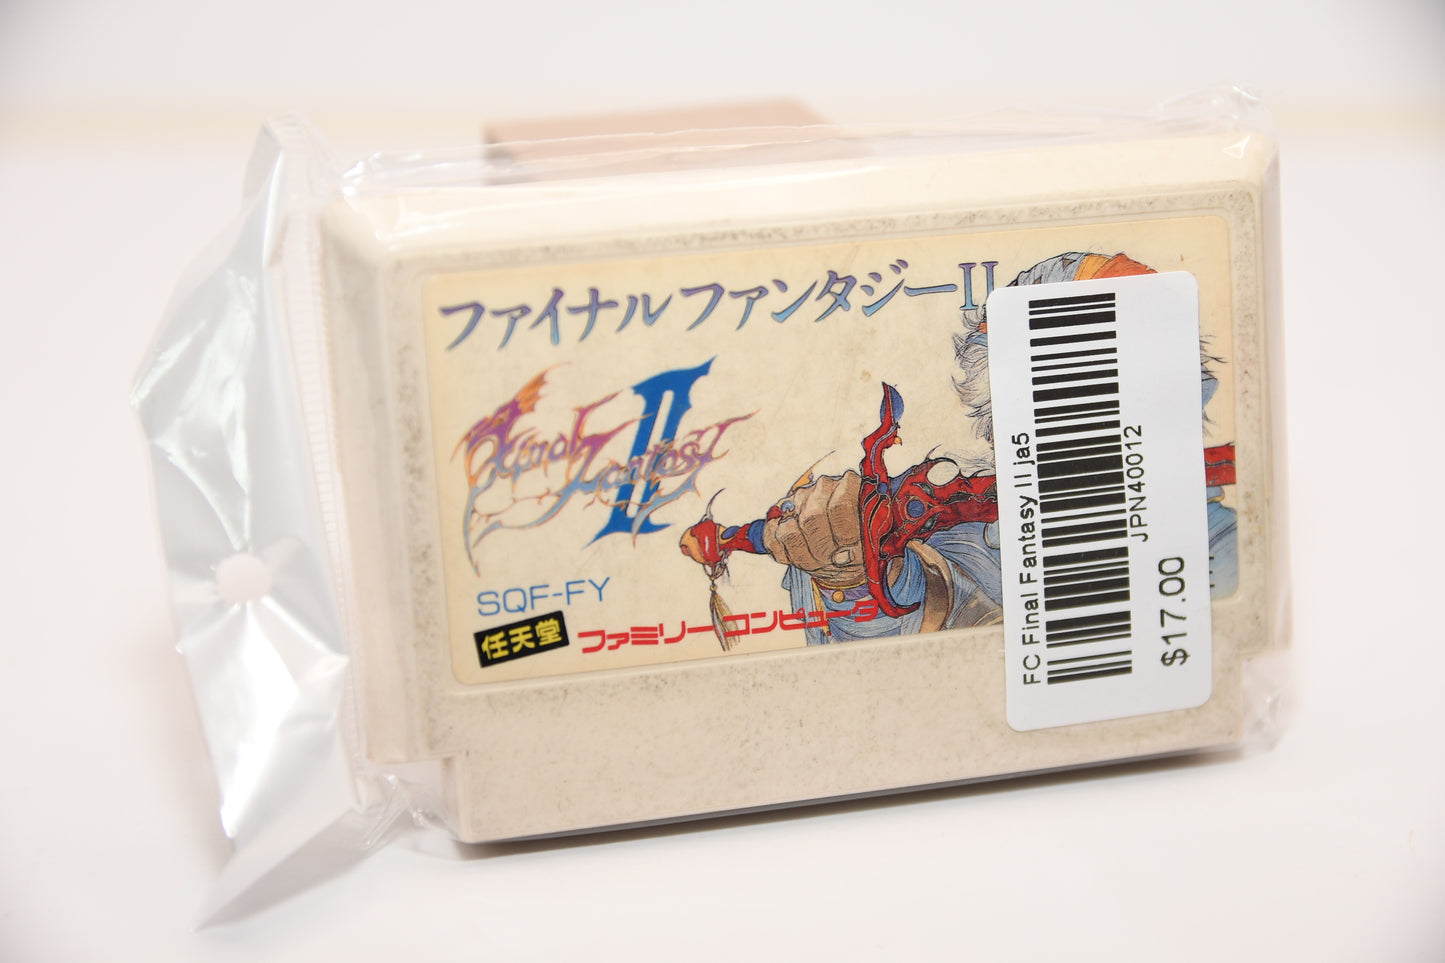 ファイナルファンタジーII
Final Fantasy
II
SQF-FY
任天堂
ファミリーコンピュータ
FC Final Fantasy II ja5
JPN40012
$17.00